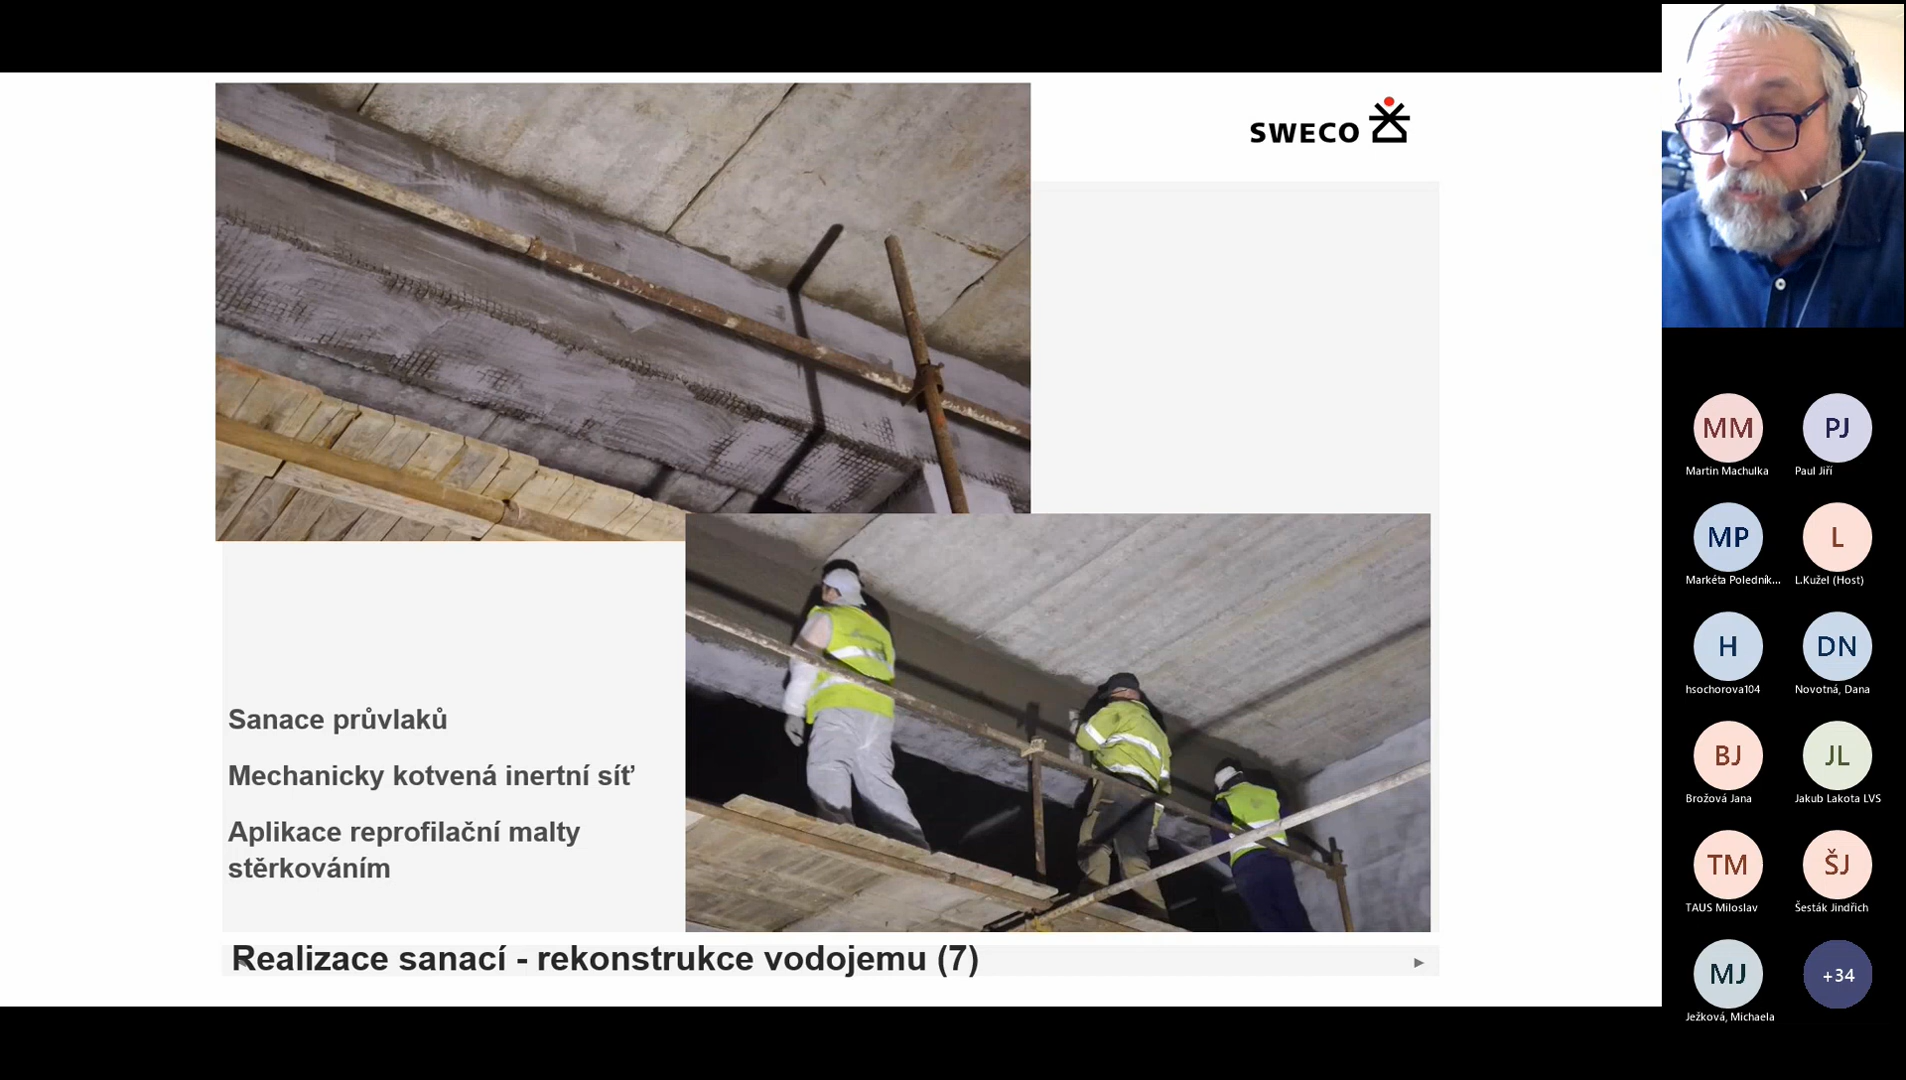 SWECO
Sanace průvlaků
Mechanicky kotvená inertní síť
Aplikace reprofilační malty
stěrkováním
Realizace sanací - rekonstrukce vodojemu (7)
MM
Martin Machulka
PJ
Paul Jiří
MP
Markéta Poledník...
L
L.Kužel (Host)
H
hsochorova104
DN
Novotná, Dana
BJ
Brožová Jana
JL
Jakub Lakota LVS
TM
TAUS Miloslav
ŠJ
Šesták Jindřich
MJ
Ježková, Michaela
+34